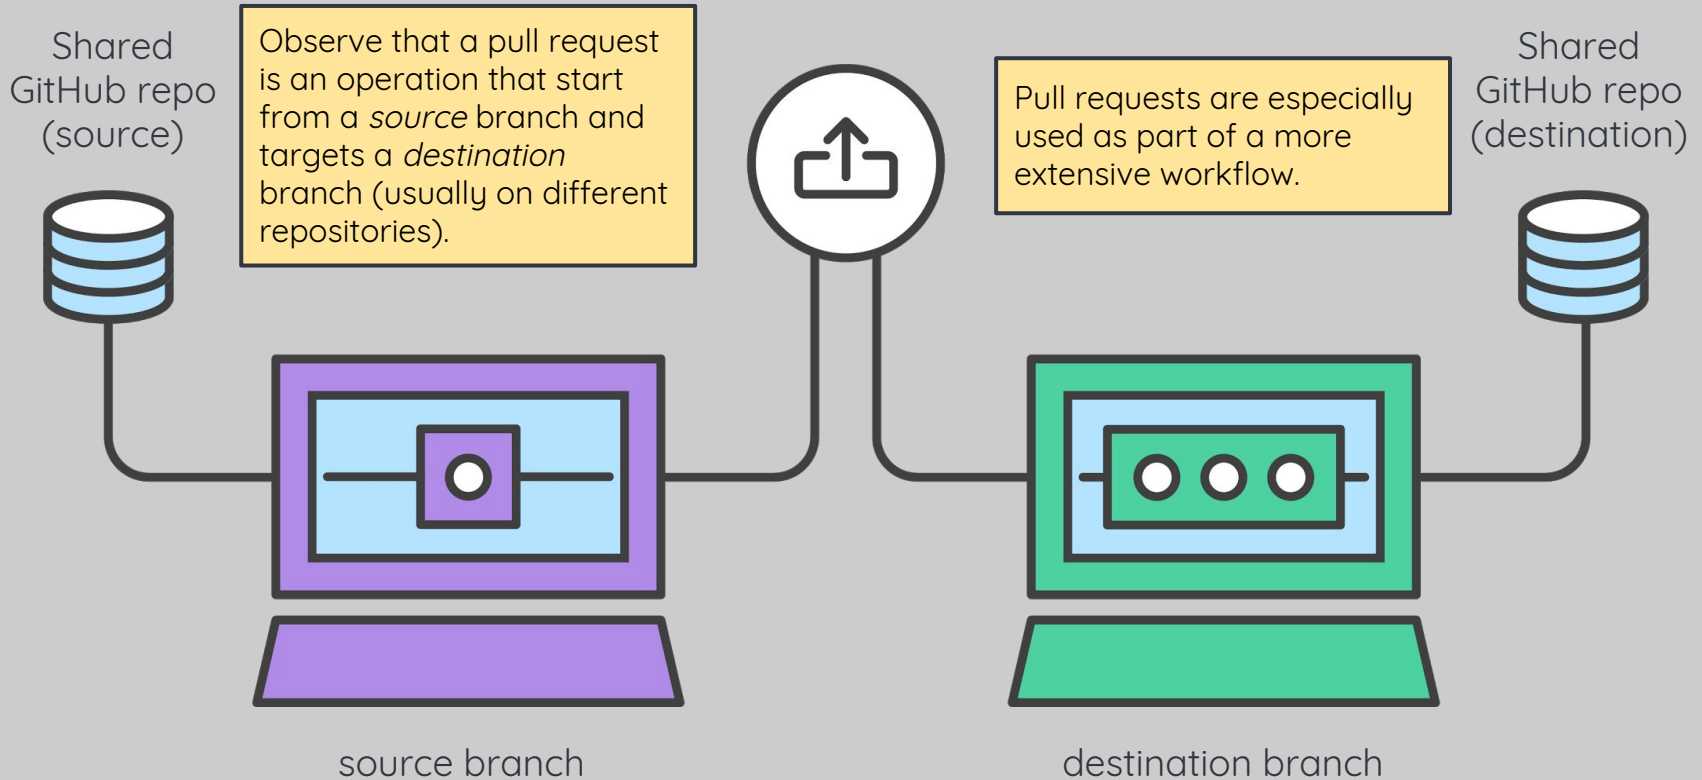 Shared
GitHub repo
(source)
Observe that a pull request
is an operation that start
from a source branch and
targets a destination
branch (usually on different
repositories).
Pull requests are especially
used as part of a more
extensive workflow.
Shared
GitHub repo
(destination)
source branch
destination branch